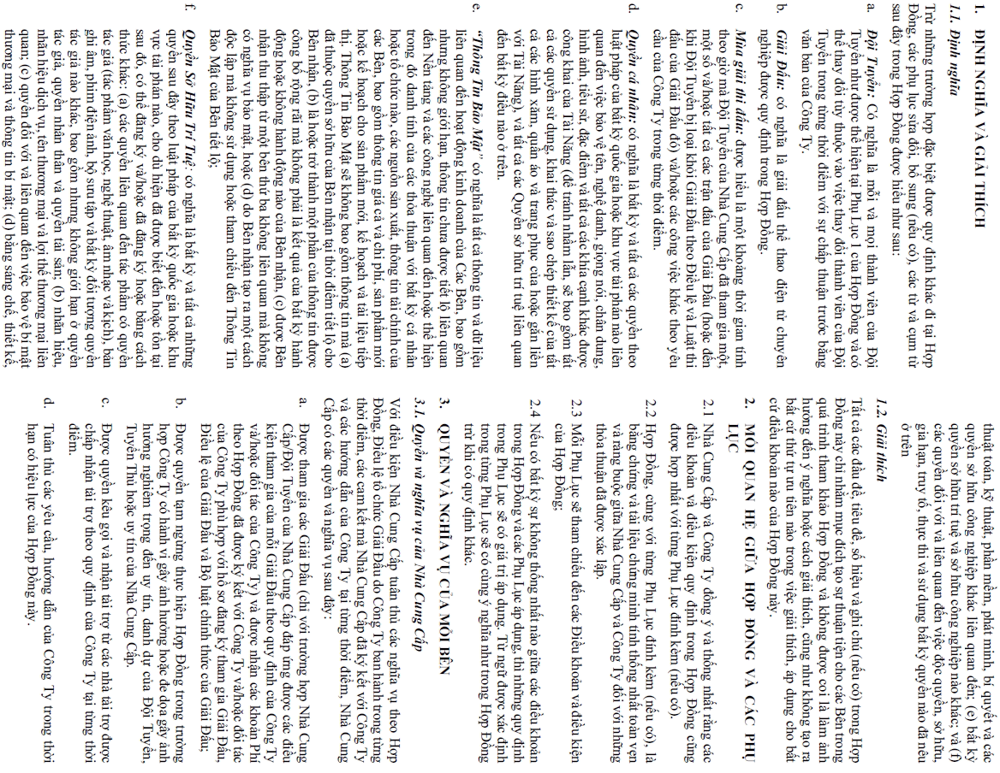 1. ĐỊNH NGHĨA VÀ GIẢI THÍCH
1.1. Định nghĩa
Trừ những trường hợp đặc biệt được quy định khác đi tại Hợp
Đồng, các phụ lục sửa đổi, bổ sung (nếu có), các từ và cụm từ
sau đây trong Hợp Đồng được hiểu như sau:
a. Đội Tuyển: Có nghĩa là mỗi và mọi thành viên của Đội
Tuyển như được thể hiện tại Phụ Lục 1 của Hợp Đồng và có
thể thay đổi tùy thuộc vào việc thay đổi thành viên của Đội
Tuyển trong từng thời điểm với sự chấp thuận trước bằng
văn bản của Công Ty.
b. Giải Đấu: có nghĩa là giải đấu thể thao điện tử chuyên
nghiệp được quy định trong Hợp Đồng.
c. Mùa giải thi đấu: được hiểu là một khoảng thời gian tính
theo giờ mà Đội Tuyển của Nhà Cung Cấp đã tham gia một,
một số và/hoặc tất cả các trận đấu của Giải Đấu (hoặc đến
khi Đội Tuyển bị loại khỏi Giải Đấu theo Điều lệ và Luật thi
đấu của Giải Đấu đó) và/hoặc các công việc khác theo yêu
cầu của Công Ty trong từng thời điểm.
d. Quyền cá nhân: có nghĩa là bất kỳ và tất cả các quyền theo
luật pháp của bất kỳ quốc gia hoặc khu vực tài phán nào liên
quan đến việc bảo vệ tên, nghệ danh, giọng nói, chân dung,
hình ảnh, tiểu sử, đặc điểm và tất cả các khía cạnh khác được
công khai của Tài Năng (để tránh nhầm lẫn, sẽ bao gồm tất
cả các quyền sử dụng, khai thác và sao chép thiết kế của tất
cả các hình xăm, quần áo và trang phục của hoặc gắn liền
với Tài Năng), và tất cả các Quyền sở hữu trí tuệ liên quan
đến bất kỳ điều nào ở trên.
e. “Thông Tin Bảo Mật” có nghĩa là tất cả thông tin và dữ liệu
liên quan đến hoạt động kinh doanh của Các Bên, bao gồm
nhưng không giới hạn, thông tin chưa được tiết lộ liên quan
đến Nền tảng và các công nghệ liên quan đến hoặc thể hiện
trong đó danh tính của các thỏa thuận với bất kỳ cá nhân
hoặc tổ chức nào, các nguồn sản xuất, thông tin tài chính của
các Bên, bao gồm thông tin giá cả và chi phí, sản phẩm mới
hoặc kế hoạch cho sản phẩm mới, kế hoạch và tài liệu tiếp
thị. Thông Tin Bảo Mật sẽ không bao gồm thông tin mà (a)
đã thuộc quyền sở hữu của Bên nhận tại thời điểm tiết lộ cho
Bên nhận, (b) là hoặc trở thành một phần của thông tin được
công bố rộng rãi mà không phải là kết quả của bất kỳ hành
động hoặc không hành động nào của Bên nhận, (c) được Bên
nhận thu thập từ một bên thứ ba không liên quan mà không
có nghĩa vụ bảo mật, hoặc (d) do Bên nhận tạo ra một cách
độc lập mà không sử dụng hoặc tham chiếu đến Thông Tin
Bảo Mật của Bên tiết lộ;
f. Quyền Sở Hữu Trí Tuệ: có nghĩa là bất kỳ và tất cả những
quyền sau đây theo luật pháp của bất kỳ quốc gia hoặc khu
vực tài phán nào, cho dù hiện đã được biết đến hoặc tồn tại
sau đó, có thể đăng ký và/hoặc đã đăng ký hoặc bằng cách
thức khác: (a) các quyền liên quan đến tác phẩm có quyền
tác giả (tác phẩm văn học, nghệ thuật, âm nhạc và kịch), bản
ghi âm, phim điện ảnh, bộ sưu tập và bất kỳ đối tượng quyền
tác giả nào khác, bao gồm nhưng không giới hạn ở quyền
tác giả, quyền nhân thân và quyền tài sản; (b) nhãn hiệu,
nhãn hiệu dịch vụ, tên thương mại và lợi thế thương mại liên
quan; (c) quyền đối với và liên quan đến việc bảo vệ bí mật
thương mại và thông tin bí mật; (d) bằng sáng chế, thiết kế,
thuật toán, kỹ thuật, phần mềm, phát minh, bí quyết và các
quyền sở hữu công nghiệp khác liên quan đến; (e) bất kỳ
quyền sở hữu trí tuệ và sở hữu công nghiệp nào khác; và (f)
các quyền đối với và liên quan đến việc độc quyền, sở hữu,
gia hạn, truy tố, thực thi và sử dụng bất kỳ quyền nào đã nêu
ở trên
1.2. Giải thích
Tất cả các đầu đề, tiêu đề, số hiệu và ghi chú (nếu có) trong Hợp
Đồng này chỉ nhằm mục đích tạo sự thuận tiện cho các Bên trong
quá trình tham khảo Hợp Đồng và không được coi là làm ảnh
hưởng đến ý nghĩa hoặc cách giải thích, cũng như không tạo ra
bất cứ thứ tự ưu tiên nào trong việc giải thích, áp dụng cho bất
cứ điều khoản nào của Hợp Đồng này.
2. MỐI QUAN HỆ GIỮA HỢP ĐỒNG VÀ CÁC PHỤ
LỤC
2.1 Nhà Cung Cấp và Công Ty đồng ý và thống nhất rằng các
điều khoản và điều kiện quy định trong Hợp Đồng cũng
được hợp nhất với từng Phụ Lục đính kèm (nếu có).
2.2 Hợp Đồng, cùng với từng Phụ Lục đính kèm (nếu có), là
bằng chứng và tài liệu chứng minh tính thống nhất toàn vẹn
và ràng buộc giữa Nhà Cung Cấp và Công Ty đối với những
thỏa thuận đã được xác lập.
2.3 Mỗi Phụ Lục sẽ tham chiếu đến các Điều khoản và điều kiện
của Hợp Đồng;
2.4 Nếu có bất kỳ sự không thống nhất nào giữa các điều khoản
trong Hợp Đồng và các Phụ Lục áp dụng, thì những quy định
trong Phụ Lục sẽ có giá trị áp dụng. Từ ngữ được xác định
trong từng Phụ Lục sẽ có cùng ý nghĩa như trong Hợp Đồng
trừ khi có quy định khác.
3. QUYỀN VÀ NGHĨA VỤ CỦA MỖI BÊN
3.1. Quyền và nghĩa vụ của Nhà Cung Cấp
Với điều kiện Nhà Cung Cấp tuân thủ các nghĩa vụ theo Hợp
Đồng, Điều lệ tổ chức Giải Đấu do Công Ty ban hành trong từng
thời điểm, các cam kết mà Nhà Cung Cấp đã ký kết với Công Ty
và các hướng dẫn của Công Ty tại từng thời điểm, Nhà Cung
Cấp có các quyền và nghĩa vụ sau đây:
a. Được tham gia các Giải Đấu (chỉ với trường hợp Nhà Cung
Cấp/Đội Tuyển của Nhà Cung Cấp đáp ứng được các điều
kiện tham gia của mỗi Giải Đấu theo quy định của Công Ty
và/hoặc đối tác của Công Ty) và được nhận các khoản Phí
theo Hợp Đồng đã được ký kết với Công Ty và/hoặc đối tác
của Công Ty phù hợp với hồ sơ đăng ký tham gia Giải Đấu,
Điều lệ của Giải Đấu và Bộ luật chính thức của Giải Đấu;
b. Được quyền tạm ngừng thực hiện Hợp Đồng trong trường
hợp Công Ty có hành vi gây ảnh hưởng hoặc đe dọa gây ảnh
hưởng nghiêm trọng đến uy tín, danh dự của Đội Tuyển,
Tuyển Thủ hoặc uy tín của Nhà Cung Cấp.
c. Được quyền kêu gọi và nhận tài trợ từ các nhà tài trợ được
chấp nhận tài trợ theo quy định của Công Ty tại từng thời
điểm.
d. Tuân thủ các yêu cầu, hướng dẫn của Công Ty trong thời
hạn có hiệu lực của Hợp Đồng này.